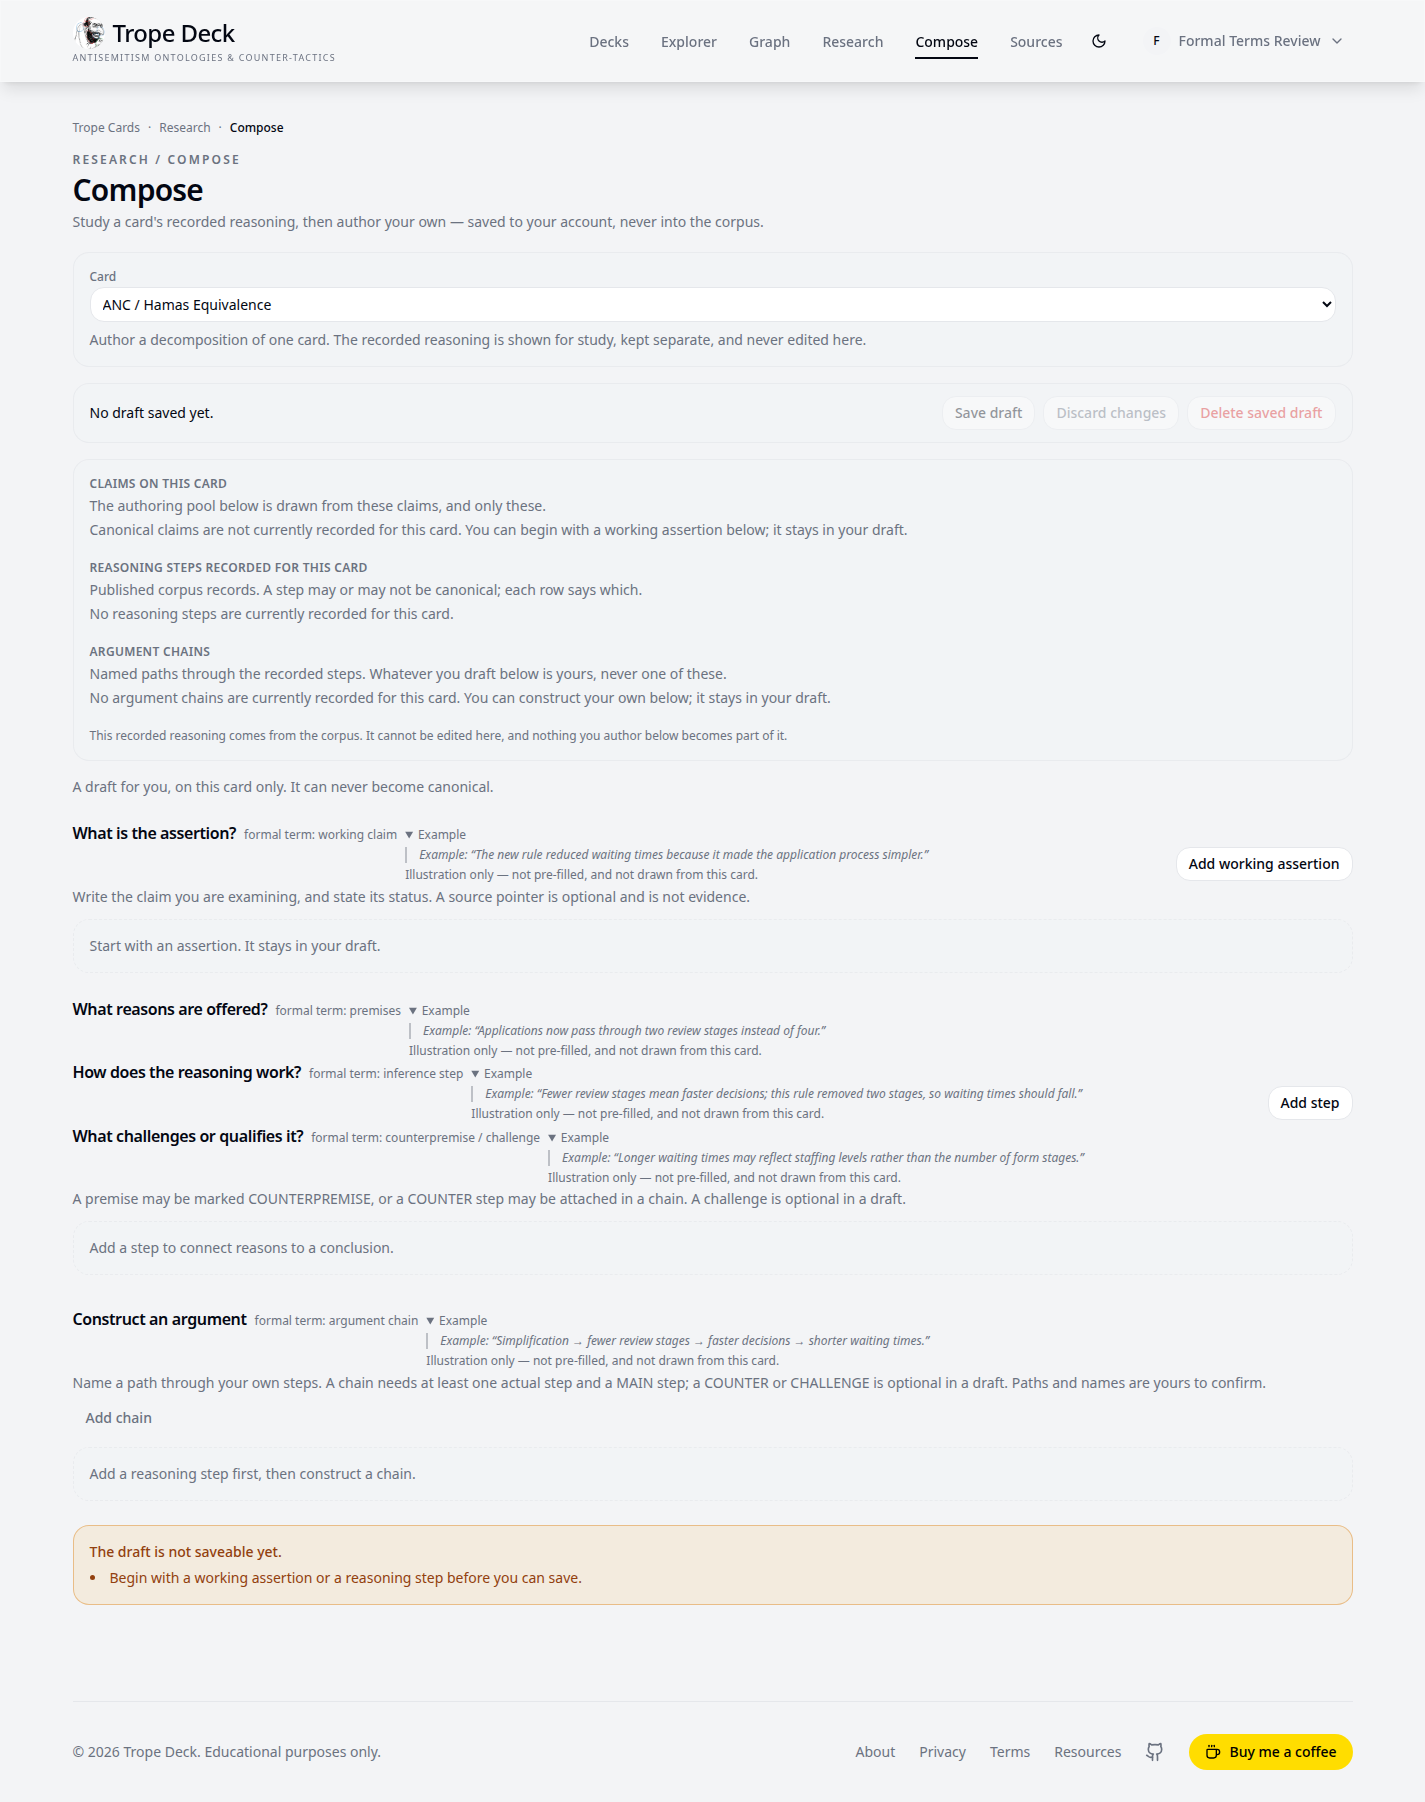 Trope Deck
ANTISEMITISM ONTOLOGIES & COUNTER-TACTICS
Decks Explorer Graph Research Compose Sources F Formal Terms Review
Trope Cards · Research · Compose
RESEARCH / COMPOSE
Compose
Study a card's recorded reasoning, then author your own — saved to your account, never into the corpus.
Card
ANC / Hamas Equivalence
Author a decomposition of one card. The recorded reasoning is shown for study, kept separate, and never edited here.
No draft saved yet. Save draft Discard changes Delete saved draft
CLAIMS ON THIS CARD
The authoring pool below is drawn from these claims, and only these.
Canonical claims are not currently recorded for this card. You can begin with a working assertion below; it stays in your draft.
REASONING STEPS RECORDED FOR THIS CARD
Published corpus records. A step may or may not be canonical; each row says which.
No reasoning steps are currently recorded for this card.
ARGUMENT CHAINS
Named paths through the recorded steps. Whatever you draft below is yours, never one of these.
No argument chains are currently recorded for this card. You can construct your own below; it stays in your draft.
This recorded reasoning comes from the corpus. It cannot be edited here, and nothing you author below becomes part of it.
A draft for you, on this card only. It can never become canonical.
What is the assertion? formal term: working claim ▼ Example
Example: “The new rule reduced waiting times because it made the application process simpler.”
Add working assertion
Illustration only — not pre-filled, and not drawn from this card.
Write the claim you are examining, and state its status. A source pointer is optional and is not evidence.
Start with an assertion. It stays in your draft.
What reasons are offered? formal term: premises ▼ Example
Example: “Applications now pass through two review stages instead of four.”
Illustration only — not pre-filled, and not drawn from this card.
How does the reasoning work? formal term: inference step ▼ Example
Example: “Fewer review stages mean faster decisions; this rule removed two stages, so waiting times should fall.”
Add step
Illustration only — not pre-filled, and not drawn from this card.
What challenges or qualifies it? formal term: counterpremise / challenge ▼ Example
Example: “Longer waiting times may reflect staffing levels rather than the number of form stages.”
Illustration only — not pre-filled, and not drawn from this card.
A premise may be marked COUNTERPREMISE, or a COUNTER step may be attached in a chain. A challenge is optional in a draft.
Add a step to connect reasons to a conclusion.
Construct an argument formal term: argument chain ▼ Example
Example: “Simplification → fewer review stages → faster decisions → shorter waiting times.”
Illustration only — not pre-filled, and not drawn from this card.
Name a path through your own steps. A chain needs at least one actual step and a MAIN step; a COUNTER or CHALLENGE is optional in a draft. Paths and names are yours to confirm.
Add chain
Add a reasoning step first, then construct a chain.
The draft is not saveable yet.
• Begin with a working assertion or a reasoning step before you can save.
© 2026 Trope Deck. Educational purposes only. About Privacy Terms Resources Buy me a coffee